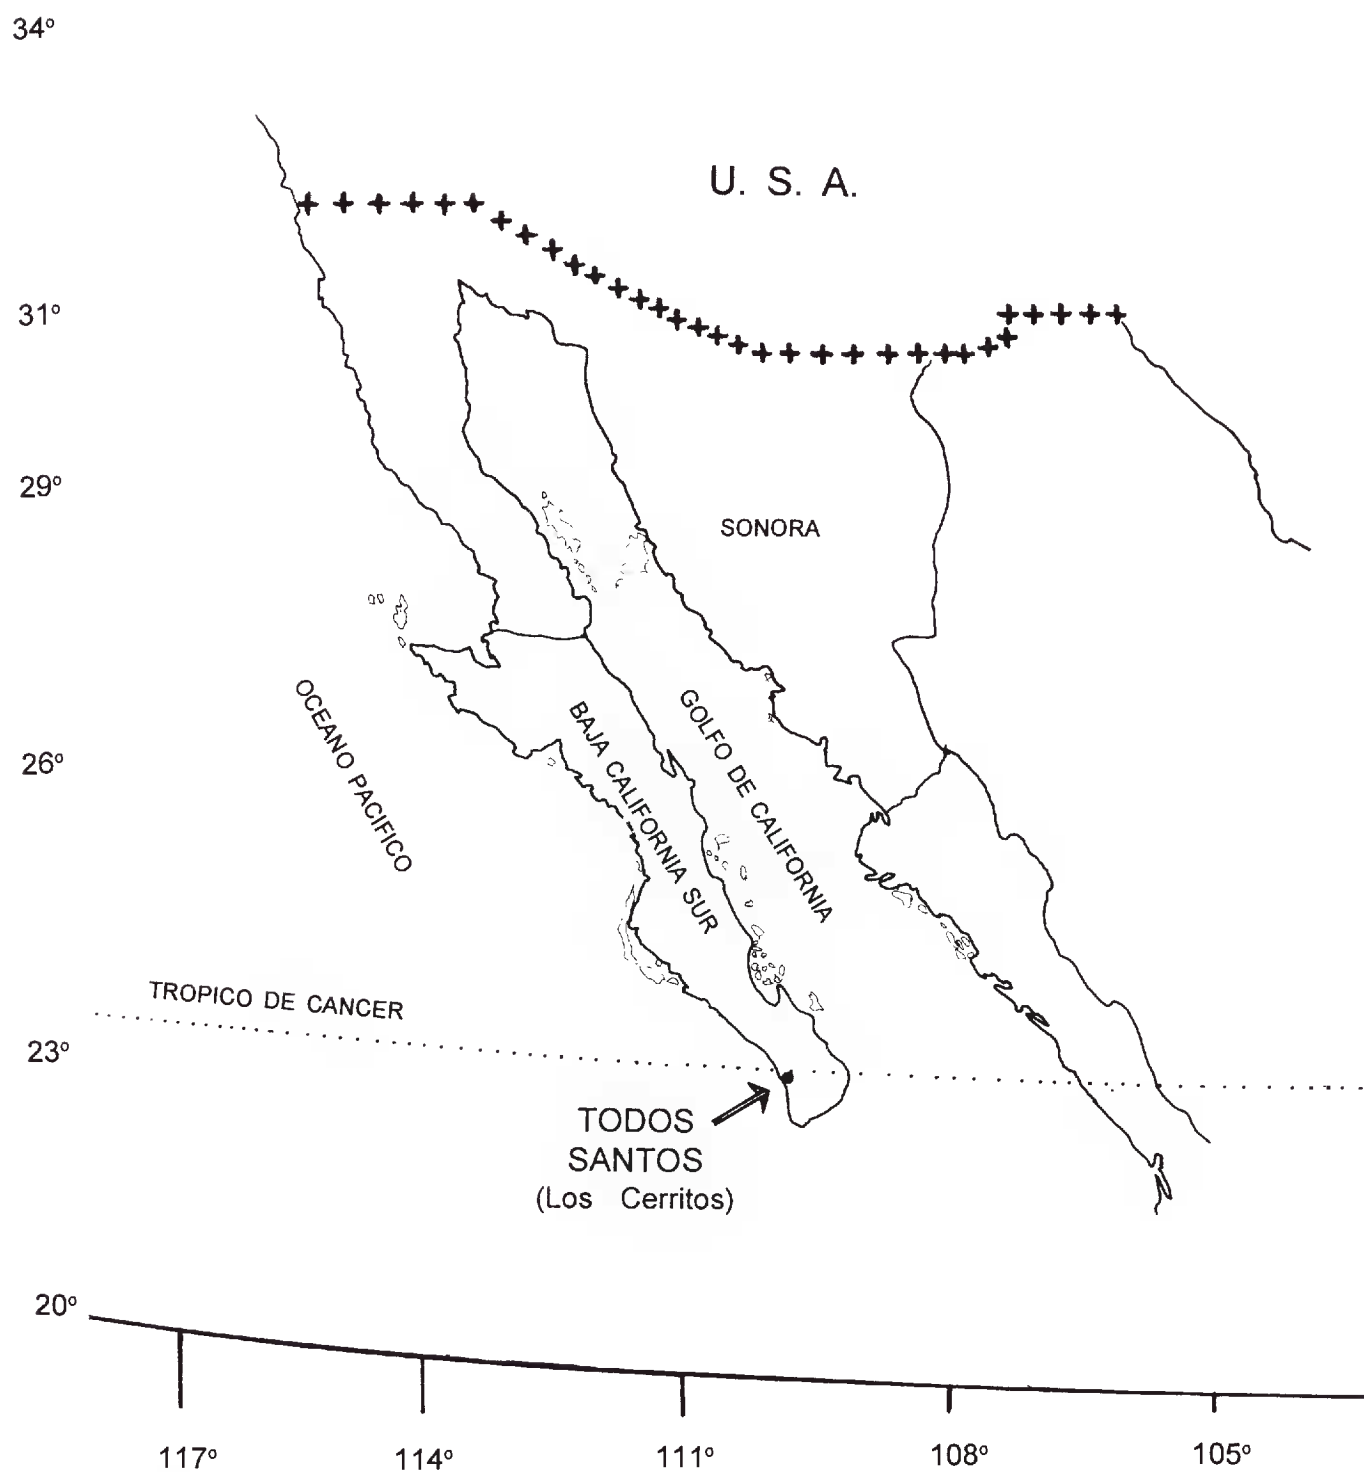 34°
U. S. A.
31°
29°
SONORA
OCEANO PACIFICO
BAJA CALIFORNIA SUR
GOLFO DE CALIFORNIA
26°
TROPICO DE CANCER
23°
TODOS
SANTOS
(Los Cerritos)
20°
117° 114° 111° 108° 105°